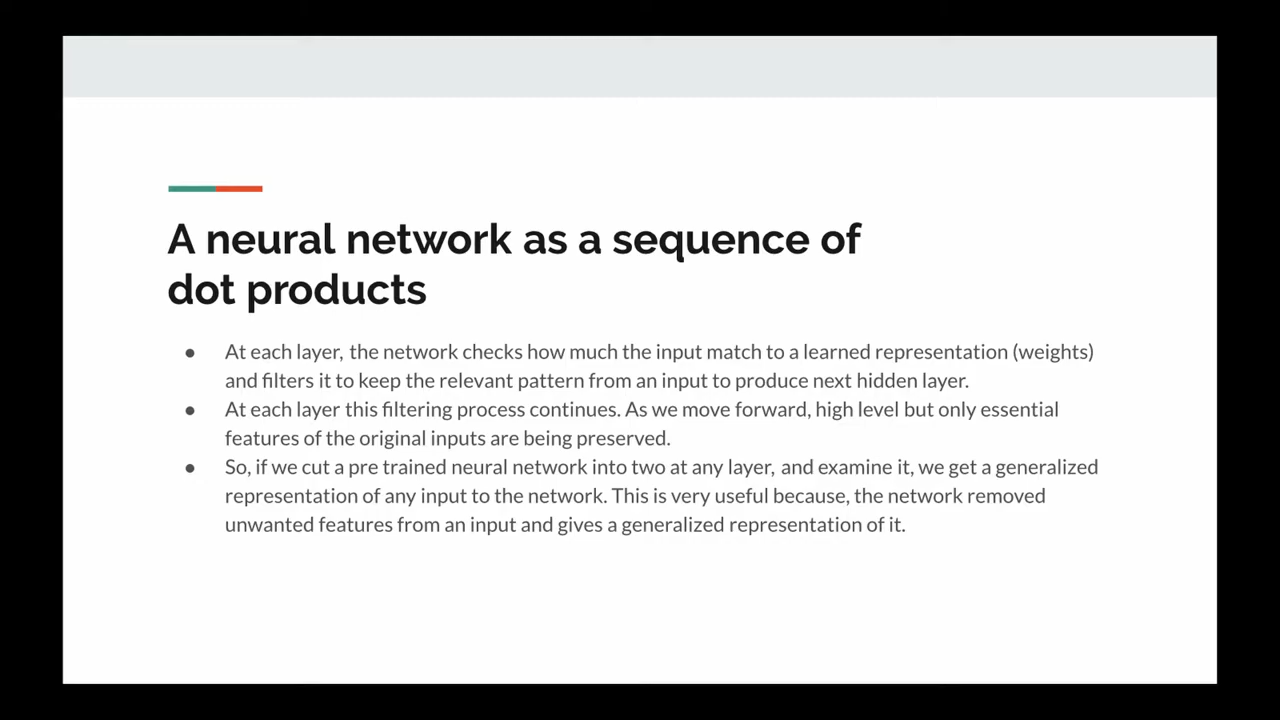 A neural network as a sequence of
dot products
● At each layer, the network checks how much the input match to a learned representation (weights)
and filters it to keep the relevant pattern from an input to produce next hidden layer.
● At each layer this filtering process continues. As we move forward, high level but only essential
features of the original inputs are being preserved.
● So, if we cut a pre trained neural network into two at any layer, and examine it, we get a generalized
representation of any input to the network. This is very useful because, the network removed
unwanted features from an input and gives a generalized representation of it.